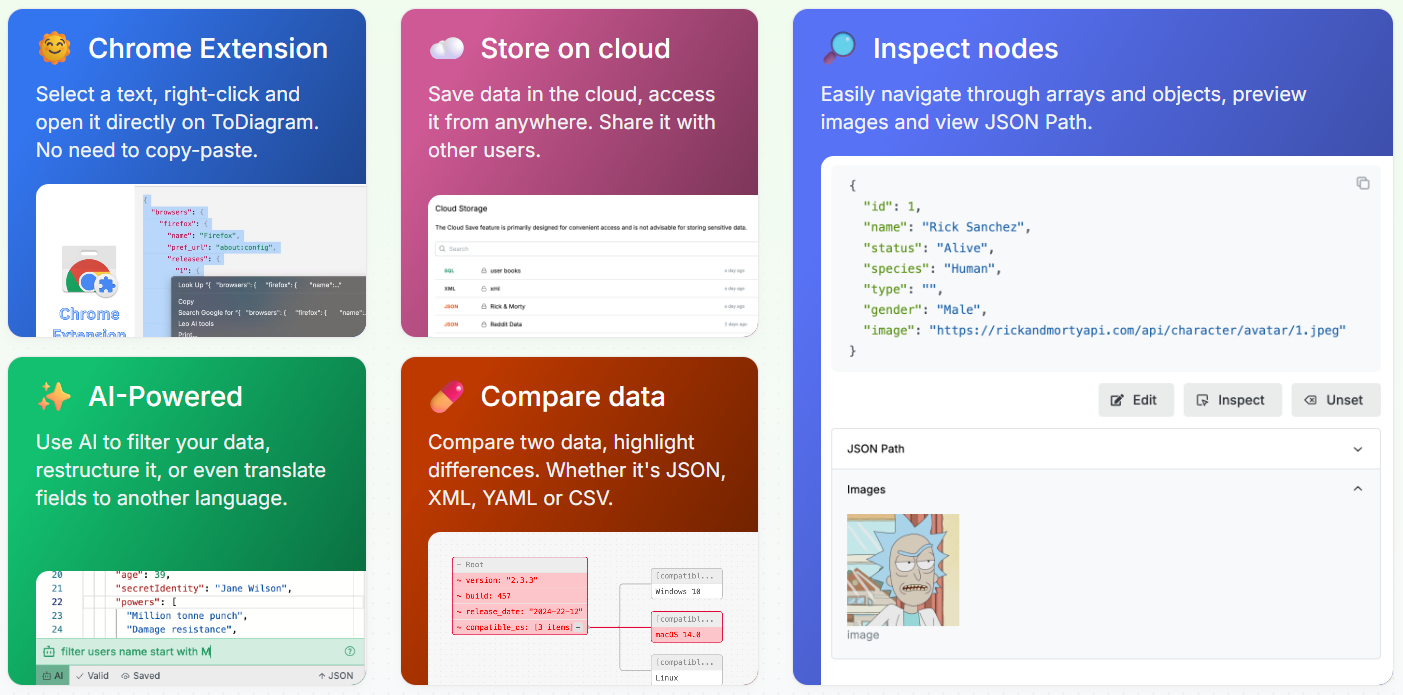 Chrome Extension
Select a text, right-click and
open it directly on ToDiagram.
No need to copy-paste.
{
"browsers": {
"firefox": {
"name": "Firefox",
"pref_url": "about:config",
"releases": {
"1": {
Look Up "{ "browsers": { "firefox": { "name":..."
Copy
Search Google for "{ "browsers": { "firefox": { "name":...
Leo AI tools
Print...
Chrome
Extension
Store on cloud
Save data in the cloud, access
it from anywhere. Share it with
other users.
Cloud Storage
The Cloud Save feature is primarily designed for convenient access and is not advisable for storing sensitive data.
Search
SQL user books a day ago
XML xml a day ago
JSON Rick & Morty a day ago
JSON Reddit Data 3 days ago
Inspect nodes
Easily navigate through arrays and objects, preview
images and view JSON Path.
{
"id": 1,
"name": "Rick Sanchez",
"status": "Alive",
"species": "Human",
"type": "",
"gender": "Male",
"image": "https://rickandmortyapi.com/api/character/avatar/1.jpeg"
}
Edit Inspect Unset
JSON Path
Images
image
AI-Powered
Use AI to filter your data,
restructure it, or even translate
fields to another language.
20 "age": 39,
21 "secretIdentity": "Jane Wilson",
22 "powers": [
23 "Million tonne punch",
24 "Damage resistance",
filter users name start with M
AI Valid Saved JSON
Compare data
Compare two data, highlight
differences. Whether it's JSON,
XML, YAML or CSV.
~ Root
~ version: "2.3.3"
~ build: 457
~ release_date: "2024-22-12"
~ compatible_os: [3 items] −
[compatibl...
Windows 10
[compatibl...
macOS 14.0
[compatibl...
Linux